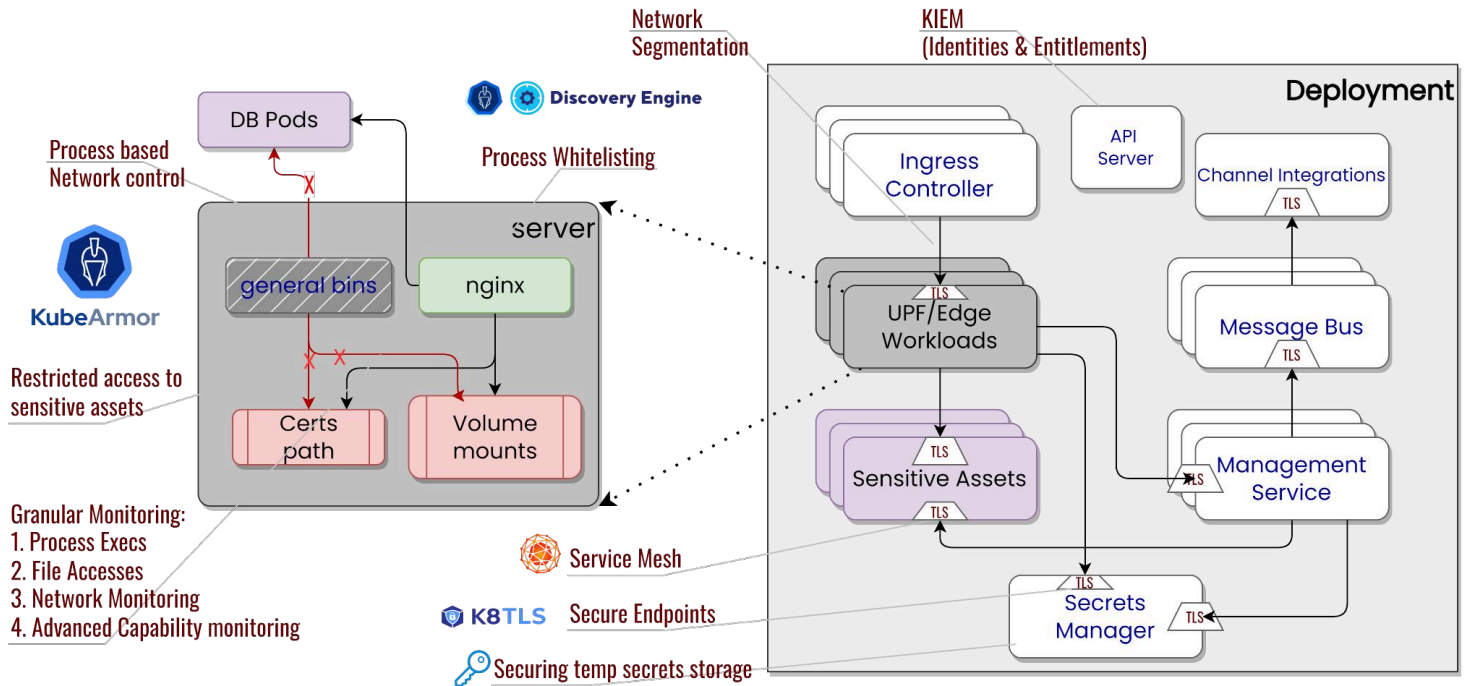 Network
Segmentation
KIEM
(Identities & Entitlements)
Deployment
DB Pods
Discovery Engine
Process based
Network control
Process Whitelisting
server
general bins
nginx
KubeArmor
Restricted access to
sensitive assets
Certs
path
Volume
mounts
Granular Monitoring:
1. Process Execs
2. File Accesses
3. Network Monitoring
4. Advanced Capability monitoring
Ingress
Controller
API
Server
Channel Integrations
TLS
TLS
UPF/Edge
Workloads
Message Bus
TLS
TLS
Sensitive Assets
TLS
Management
Service
TLS
Service Mesh
K8TLS
Secure Endpoints
Securing temp secrets storage
TLS
Secrets
Manager
TLS